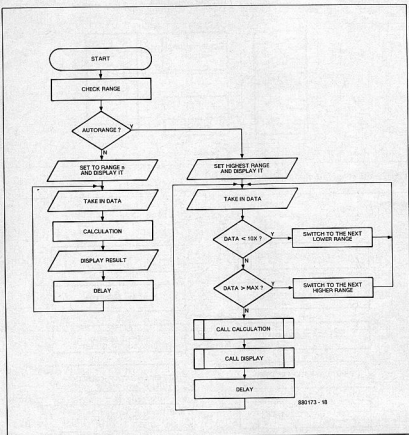 START
CHECK RANGE
AUTORANGE ?
Y
N
SET TO RANGE n
AND DISPLAY IT
TAKE IN DATA
CALCULATION
DISPLAY RESULT
DELAY
SET HIGHEST RANGE
AND DISPLAY IT
TAKE IN DATA
DATA < 10X ?
Y
SWITCH TO THE NEXT
LOWER RANGE
N
DATA > MAX ?
Y
SWITCH TO THE NEXT
HIGHER RANGE
N
CALL CALCULATION
CALL DISPLAY
DELAY
880173 - 18